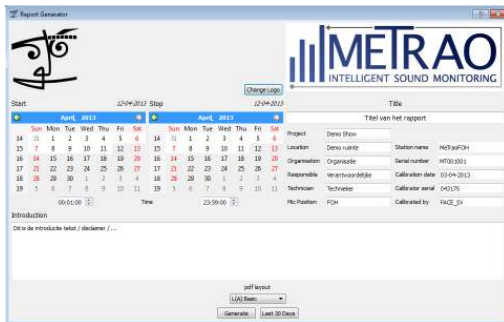 Report Generator
METRAO
INTELLIGENT SOUND MONITORING
Change Logo
Start 12-04-2013 Stop 12-04-2013 Title
April, 2013 April, 2013 Titel van het rapport
Sun Mon Tue Wed Thu Fri Sat Sun Mon Tue Wed Thu Fri Sat
14 31 1 2 3 4 5 6 14 31 1 2 3 4 5 6
15 7 8 9 10 11 12 13 15 7 8 9 10 11 12 13
16 14 15 16 17 18 19 20 16 14 15 16 17 18 19 20
17 21 22 23 24 25 26 27 17 21 22 23 24 25 26 27
18 28 29 30 1 2 3 4 18 28 29 30 1 2 3 4
19 5 6 7 8 9 10 11 19 5 6 7 8 9 10 11
00:01:00 Time 23:59:00
Project Demo Show
Location Demo ruimte Station name MeTraoFOH
Organisation Organisatie Serial number MT001001
Responsible Verantwoordelijke Calibration date 03-04-2013
Technician Technieker Calibrator serial 043175
Mic Position FOH Calibrated by FACE_SV
Introduction
Dit is de introductie tekst / disclaimer / ...
pdf layout
L(A) Basic
Generate Last 30 Days